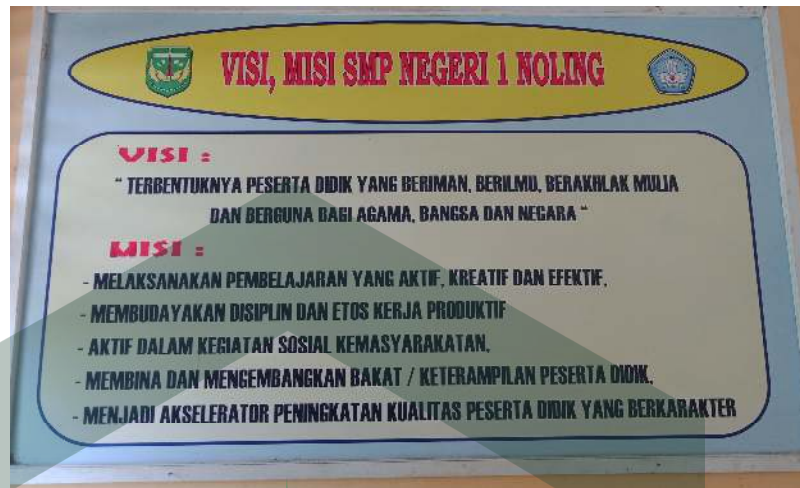 VISI, MISI SMP NEGERI 1 NOLING
VISI :
" TERBENTUKNYA PESERTA DIDIK YANG BERIMAN, BERILMU, BERAKHLAK MULIA
DAN BERGUNA BAGI AGAMA, BANGSA DAN NEGARA "
MISI :
- MELAKSANAKAN PEMBELAJARAN YANG AKTIF, KREATIF DAN EFEKTIF,
- MEMBUDAYAKAN DISIPLIN DAN ETOS KERJA PRODUKTIF
- AKTIF DALAM KEGIATAN SOSIAL KEMASYARAKATAN,
- MEMBINA DAN MENGEMBANGKAN BAKAT / KETERAMPILAN PESERTA DIDIK,
- MENJADI AKSELERATOR PENINGKATAN KUALITAS PESERTA DIDIK YANG BERKARAKTER